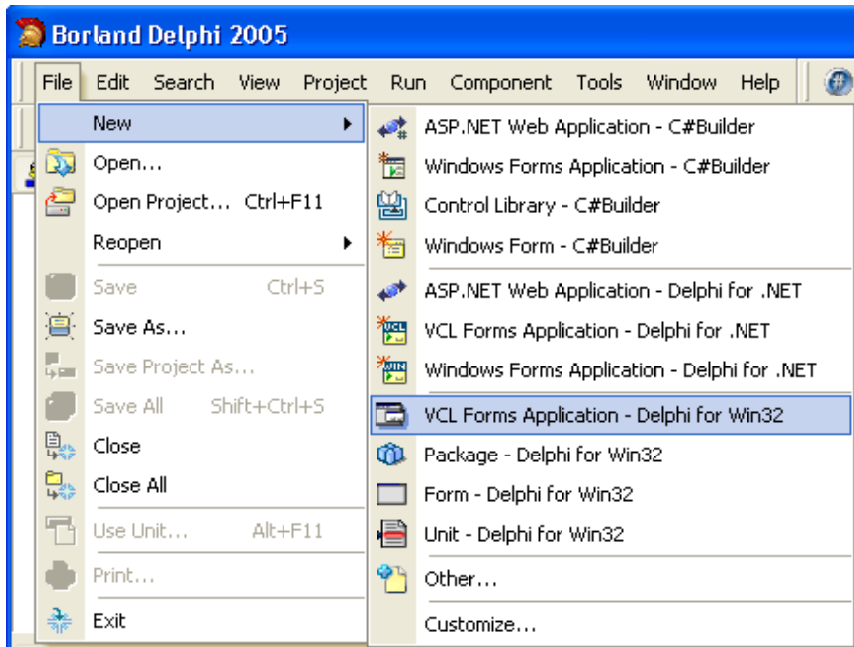 Borland Delphi 2005
File Edit Search View Project Run Component Tools Window Help
New
Open...
Open Project... Ctrl+F11
Reopen
Save Ctrl+S
Save As...
Save Project As...
Save All Shift+Ctrl+S
Close
Close All
Use Unit... Alt+F11
Print...
Exit
ASP.NET Web Application - C#Builder
Windows Forms Application - C#Builder
Control Library - C#Builder
Windows Form - C#Builder
ASP.NET Web Application - Delphi for .NET
VCL Forms Application - Delphi for .NET
Windows Forms Application - Delphi for .NET
VCL Forms Application - Delphi for Win32
Package - Delphi for Win32
Form - Delphi for Win32
Unit - Delphi for Win32
Other...
Customize...